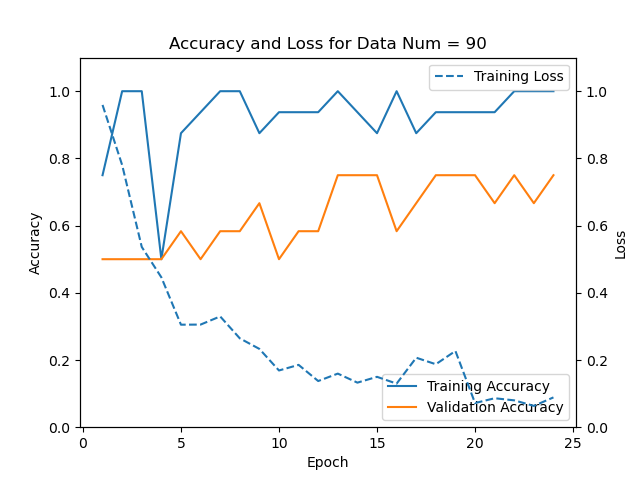 Accuracy and Loss for Data Num = 90
Training Loss
1.0
0.8
0.6
0.4
0.2
0.0
Accuracy
1.0
0.8
0.6
0.4
0.2
0.0
Loss
Training Accuracy
Validation Accuracy
0 5 10 15 20 25
Epoch